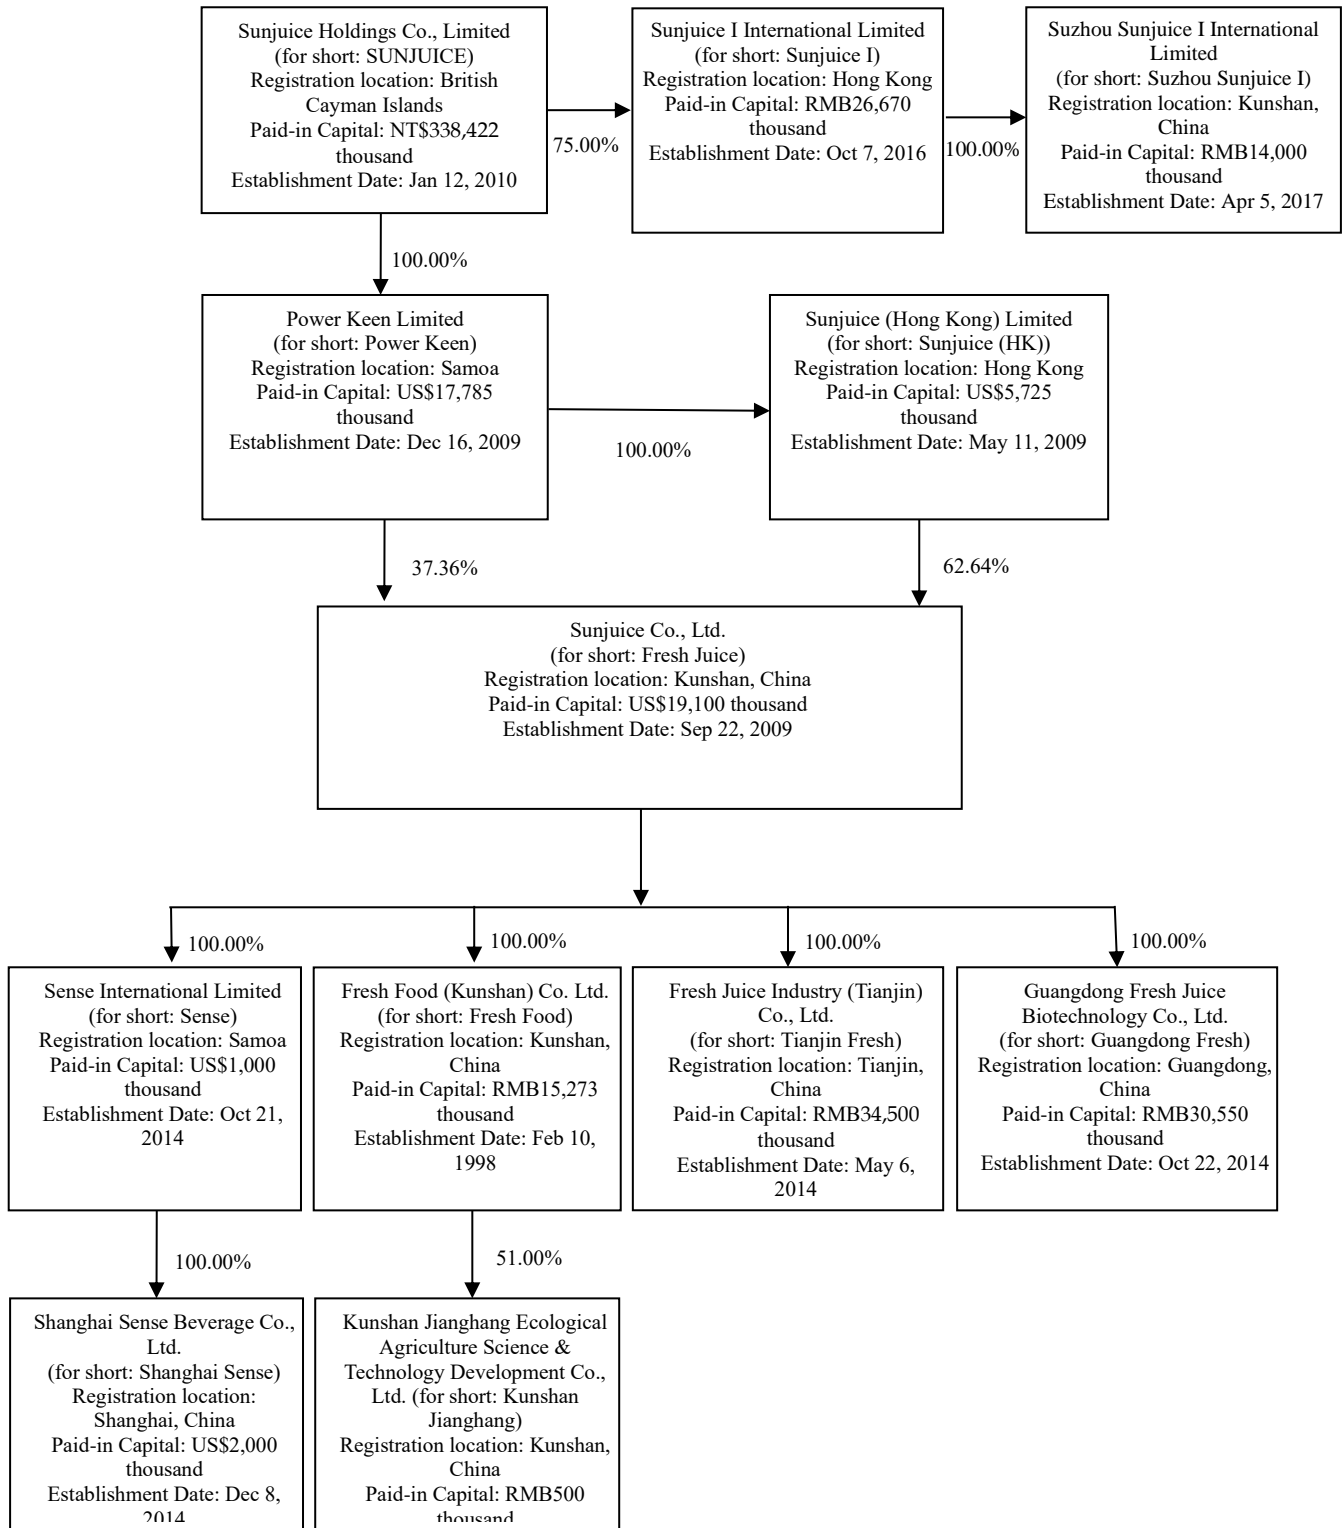 Sunjuice Holdings Co., Limited
(for short: SUNJUICE)
Registration location: British
Cayman Islands
Paid-in Capital: NT$338,422
thousand
Establishment Date: Jan 12, 2010
75.00%
Sunjuice I International Limited
(for short: Sunjuice I)
Registration location: Hong Kong
Paid-in Capital: RMB26,670
thousand
Establishment Date: Oct 7, 2016
100.00%
Suzhou Sunjuice I International
Limited
(for short: Suzhou Sunjuice I)
Registration location: Kunshan,
China
Paid-in Capital: RMB14,000
thousand
Establishment Date: Apr 5, 2017
100.00%
Power Keen Limited
(for short: Power Keen)
Registration location: Samoa
Paid-in Capital: US$17,785
thousand
Establishment Date: Dec 16, 2009
100.00%
Sunjuice (Hong Kong) Limited
(for short: Sunjuice (HK))
Registration location: Hong Kong
Paid-in Capital: US$5,725
thousand
Establishment Date: May 11, 2009
37.36%
62.64%
Sunjuice Co., Ltd.
(for short: Fresh Juice)
Registration location: Kunshan, China
Paid-in Capital: US$19,100 thousand
Establishment Date: Sep 22, 2009
100.00%
100.00%
100.00%
100.00%
Sense International Limited
(for short: Sense)
Registration location: Samoa
Paid-in Capital: US$1,000
thousand
Establishment Date: Oct 21,
2014
Fresh Food (Kunshan) Co. Ltd.
(for short: Fresh Food)
Registration location: Kunshan,
China
Paid-in Capital: RMB15,273
thousand
Establishment Date: Feb 10,
1998
Fresh Juice Industry (Tianjin)
Co., Ltd.
(for short: Tianjin Fresh)
Registration location: Tianjin,
China
Paid-in Capital: RMB34,500
thousand
Establishment Date: May 6,
2014
Guangdong Fresh Juice
Biotechnology Co., Ltd.
(for short: Guangdong Fresh)
Registration location: Guangdong,
China
Paid-in Capital: RMB30,550
thousand
Establishment Date: Oct 22, 2014
100.00%
51.00%
Shanghai Sense Beverage Co.,
Ltd.
(for short: Shanghai Sense)
Registration location:
Shanghai, China
Paid-in Capital: US$2,000
thousand
Establishment Date: Dec 8,
2014
Kunshan Jianghang Ecological
Agriculture Science &
Technology Development Co.,
Ltd. (for short: Kunshan
Jianghang)
Registration location: Kunshan,
China
Paid-in Capital: RMB500
thousand